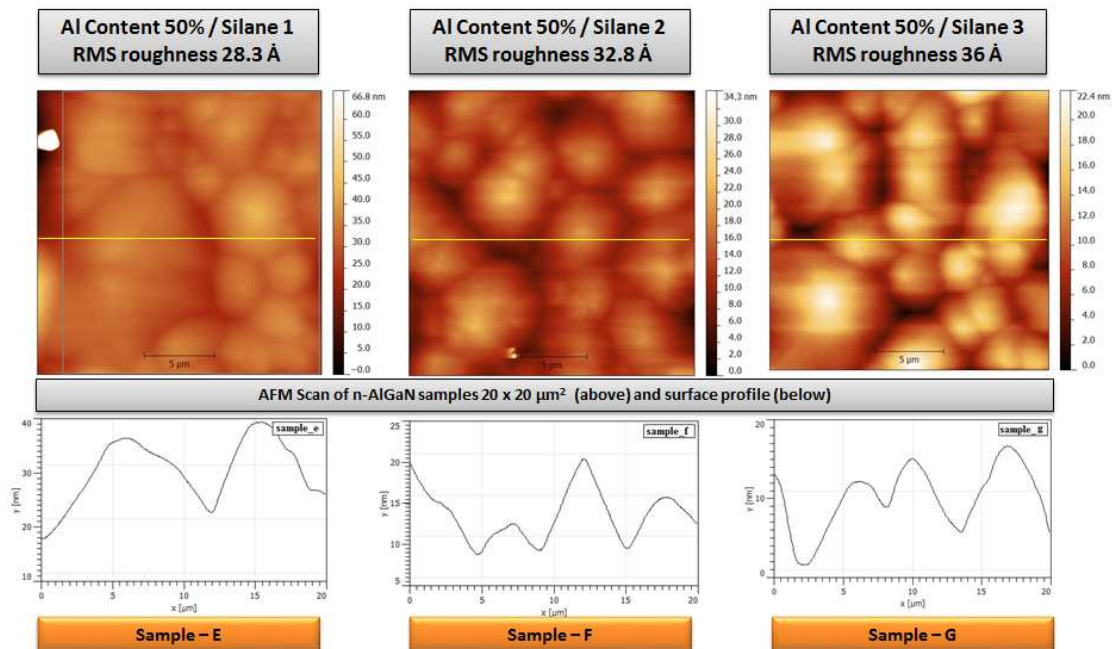 Al Content 50% / Silane 1
RMS roughness 28.3 Å
Al Content 50% / Silane 2
RMS roughness 32.8 Å
Al Content 50% / Silane 3
RMS roughness 36 Å
66.8 nm
60.0
55.0
50.0
45.0
40.0
35.0
30.0
25.0
20.0
15.0
10.0
5.0
−0.0
5 µm
34,3 nm
30.0
28.0
26.0
24.0
22.0
20.0
18.0
16.0
14.0
12.0
10.0
8.0
6.0
4.0
2.0
0.0
5 µm
22.4 nm
20.0
18.0
16.0
14.0
12.0
10.0
8.0
6.0
4.0
2.0
0.0
5 µm
AFM Scan of n-AlGaN samples 20 x 20 µm² (above) and surface profile (below)
sample_e
40
30
20
10
y [nm]
0
5
10
15
20
x [µm]
sample_f
25
20
15
10
5
y [nm]
0
5
10
15
20
x [µm]
sample_g
20
10
0
y [nm]
0
5
10
15
20
x [µm]
Sample – E
Sample – F
Sample – G